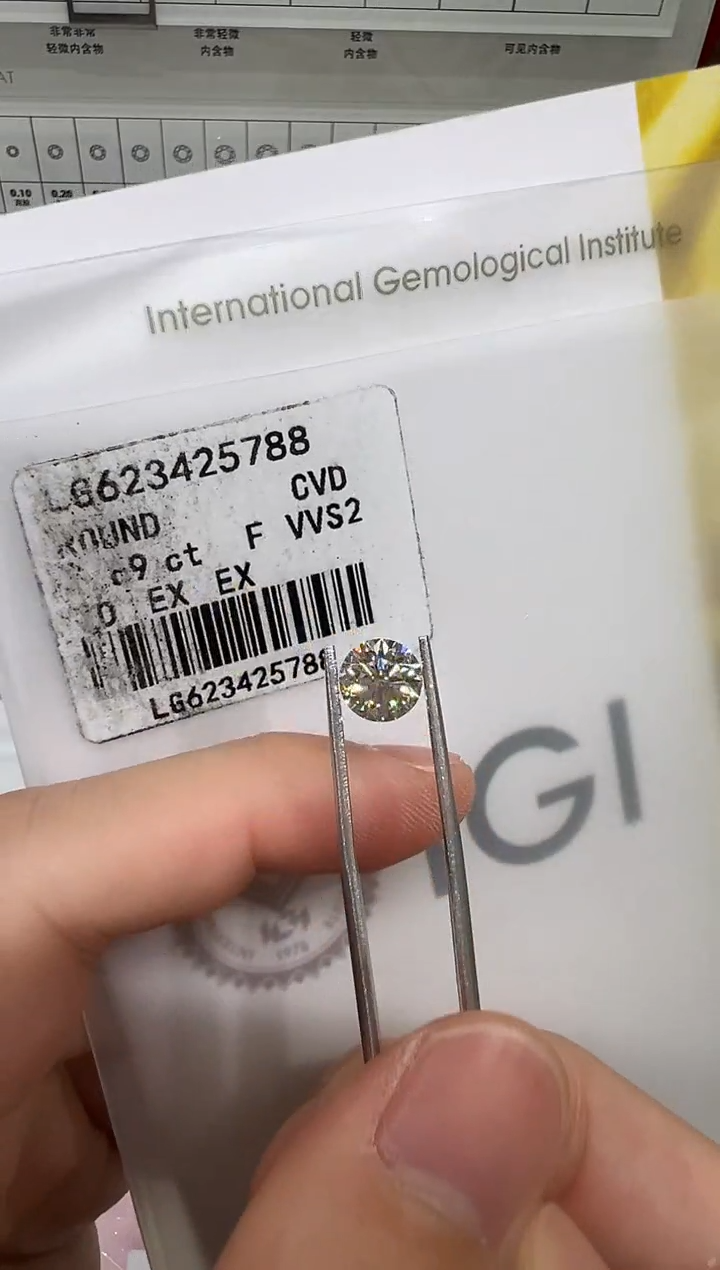 非常非常
轻微内含物
非常轻微
内含物
轻微
内含物
可见内含物
AT
0.10
0.20
International Gemological Institute
LG623425788
ROUND CVD
9 ct F VVS2
EX EX
LG623425788
IGI